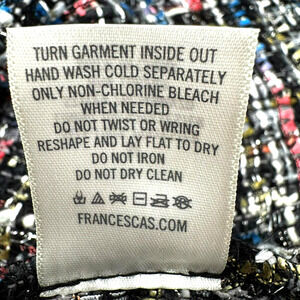 TURN GARMENT INSIDE OUT
HAND WASH COLD SEPARATELY
ONLY NON-CHLORINE BLEACH
WHEN NEEDED
DO NOT TWIST OR WRING
RESHAPE AND LAY FLAT TO DRY
DO NOT IRON
DO NOT DRY CLEAN
FRANCESCAS.COM